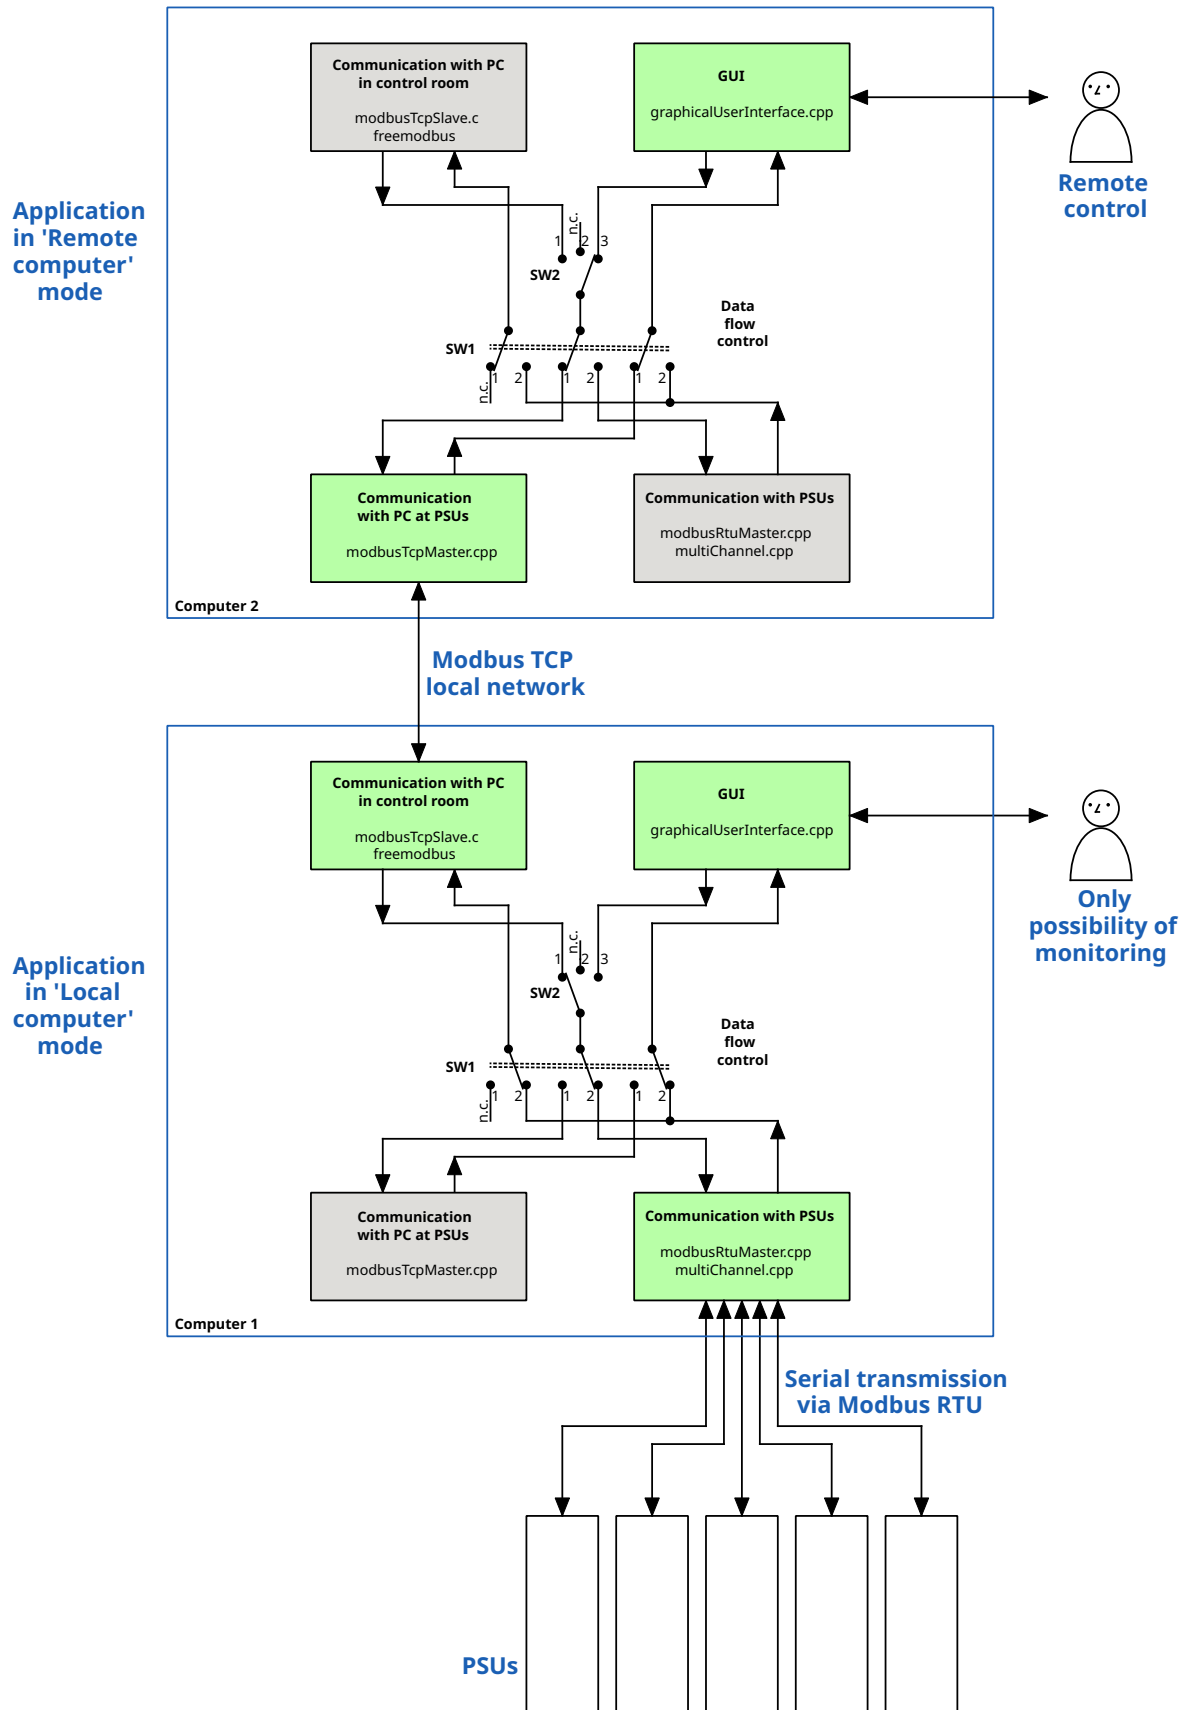 Communication with PC
in control room
modbusTcpSlave.c
freemodbus
GUI
graphicalUserInterface.cpp
Remote
control
Application
in 'Remote
computer'
mode
n.c.
1
2
3
SW2
Data
flow
control
SW1
n.c.
1
2
1
2
1
2
Communication
with PC at PSUs
modbusTcpMaster.cpp
Communication with PSUs
modbusRtuMaster.cpp
multiChannel.cpp
Computer 2
Modbus TCP
local network
Communication with PC
in control room
modbusTcpSlave.c
freemodbus
GUI
graphicalUserInterface.cpp
Only
possibility of
monitoring
Application
in 'Local
computer'
mode
n.c.
1
2
3
SW2
Data
flow
control
SW1
n.c.
1
2
1
2
1
2
Communication
with PC at PSUs
modbusTcpMaster.cpp
Communication with PSUs
modbusRtuMaster.cpp
multiChannel.cpp
Computer 1
Serial transmission
via Modbus RTU
PSUs